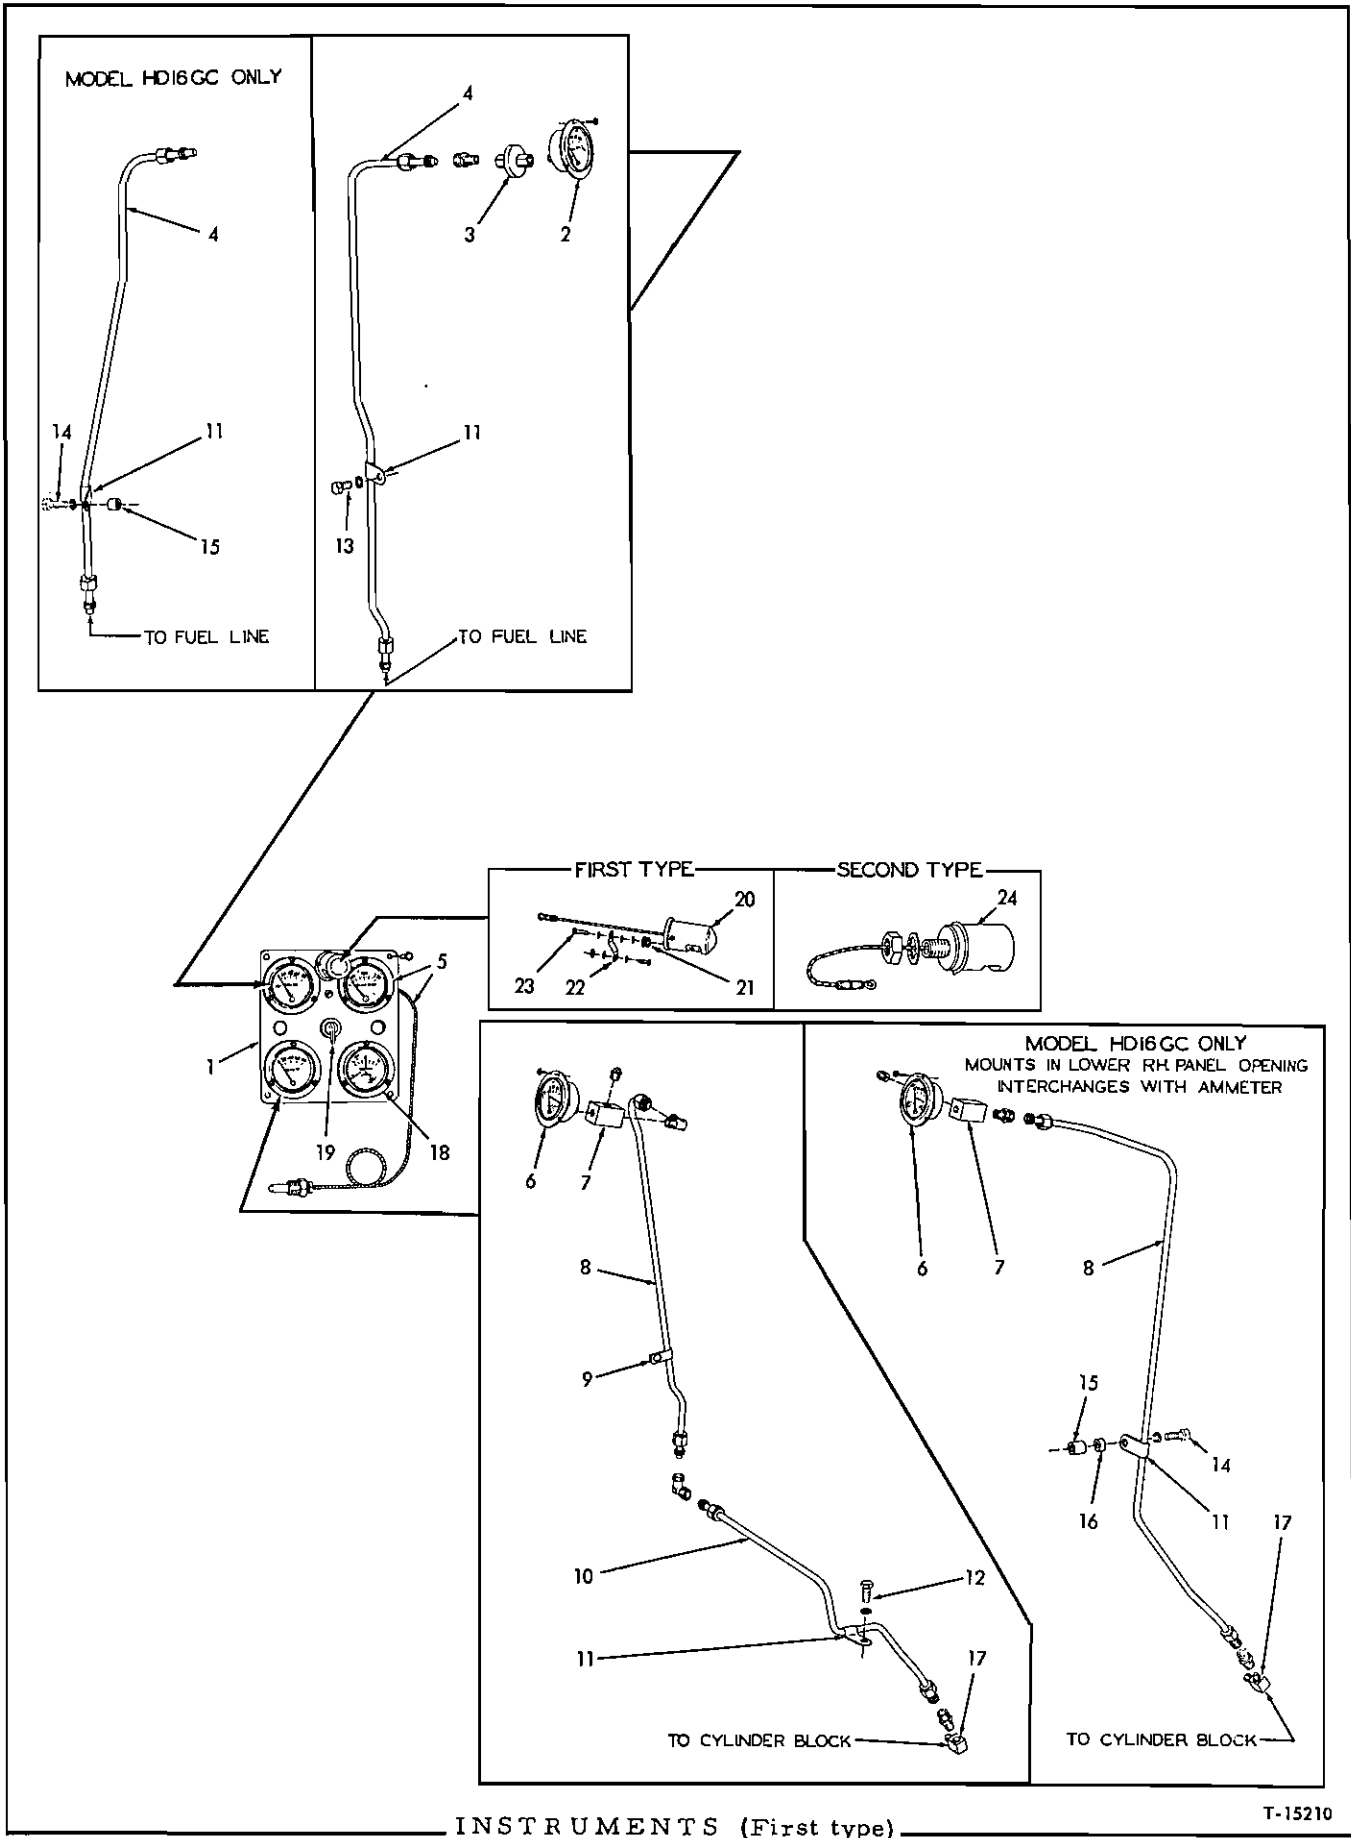 MODEL HD16GC ONLY
4
4
3
2
14
11
11
15
13
TO FUEL LINE
TO FUEL LINE
FIRST TYPE
SECOND TYPE
20
24
23
22
21
5
1
19
18
MODEL HD16GC ONLY
MOUNTS IN LOWER RH. PANEL OPENING
INTERCHANGES WITH AMMETER
6
7
6
7
8
8
9
15
14
16
11
17
10
12
11
17
TO CYLINDER BLOCK
TO CYLINDER BLOCK
T-15210
INSTRUMENTS (First type)